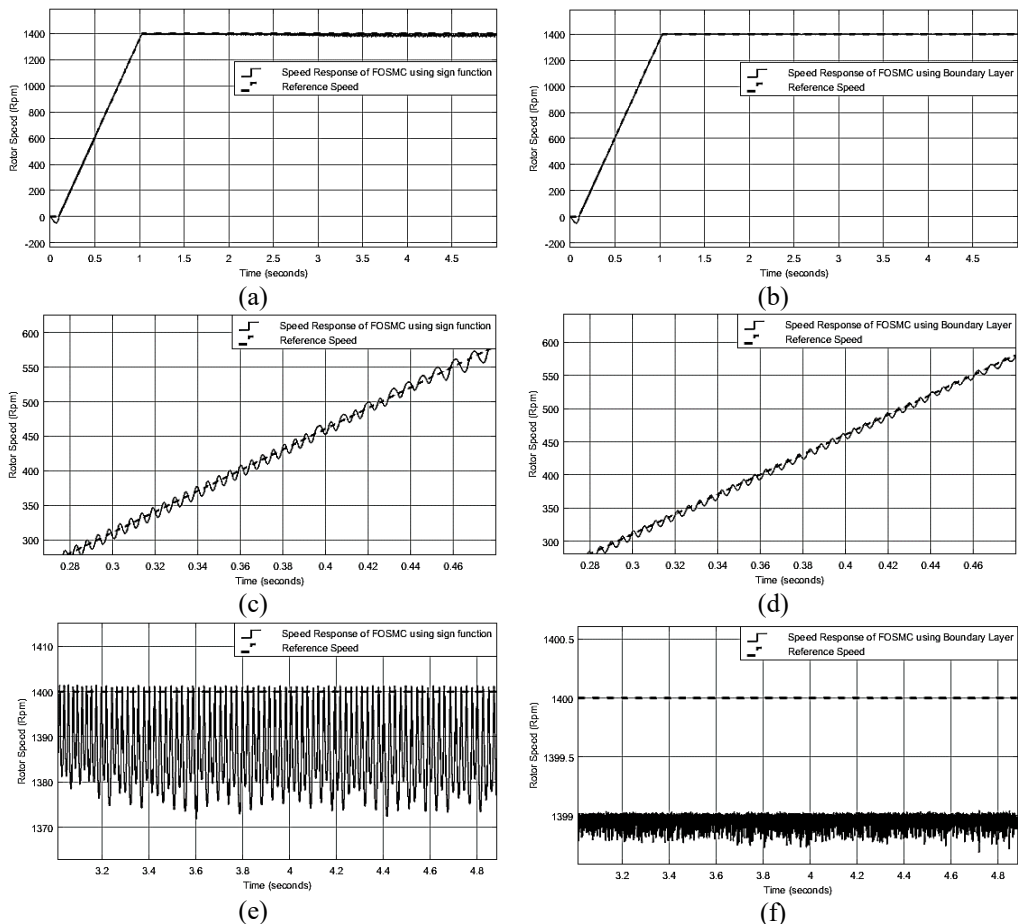 1400
1200
1000
800
600
400
200
0
-200
Rotor Speed (Rpm)
Speed Response of FOSMC using sign function
Reference Speed
0 0.5 1 1.5 2 2.5 3 3.5 4 4.5
Time (seconds)
(a)
1400
1200
1000
800
600
400
200
0
-200
Rotor Speed (Rpm)
Speed Response of FOSMC using Boundary Layer
Reference Speed
0 0.5 1 1.5 2 2.5 3 3.5 4 4.5
Time (seconds)
(b)
600
550
500
450
400
350
300
Rotor Speed (Rpm)
Speed Response of FOSMC using sign function
Reference Speed
0.28 0.3 0.32 0.34 0.36 0.38 0.40 0.42 0.44 0.46
Time (seconds)
(c)
600
550
500
450
400
350
300
Rotor Speed (Rpm)
Speed Response of FOSMC using Boundary Layer
Reference Speed
0.28 0.3 0.32 0.34 0.36 0.38 0.40 0.42 0.44 0.46
Time (seconds)
(d)
1410
1400
1390
1380
1370
Rotor Speed (Rpm)
Speed Response of FOSMC using sign function
Reference Speed
3.2 3.4 3.6 3.8 4 4.2 4.4 4.6 4.8
Time (seconds)
(e)
1400.5
1400
1399.5
1399
Rotor Speed (Rpm)
Speed Response of FOSMC using Boundary Layer
Reference Speed
3.2 3.4 3.6 3.8 4 4.2 4.4 4.6 4.8
Time (seconds)
(f)